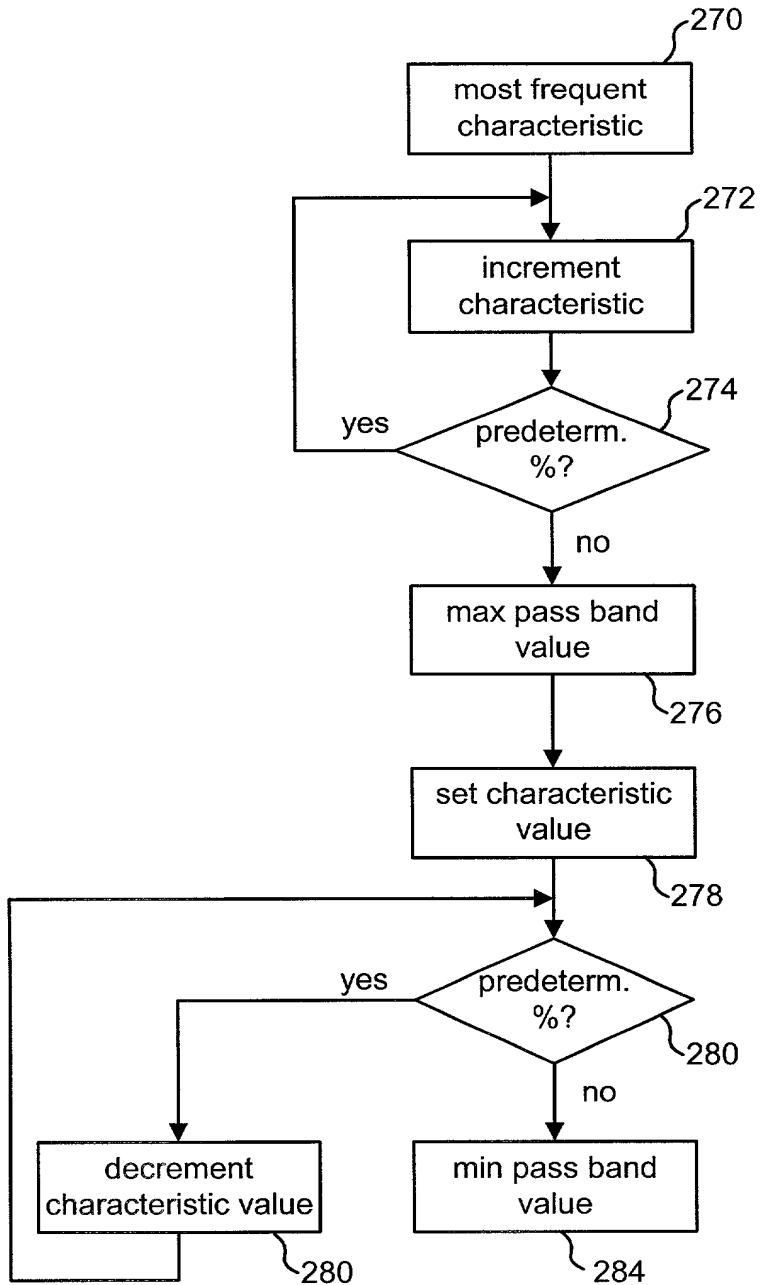 270
most frequent
characteristic
272
increment
characteristic
274
yes
predeterm.
%?
no
max pass band
value
276
set characteristic
value
278
yes
predeterm.
%?
280
no
decrement
characteristic value
280
min pass band
value
284